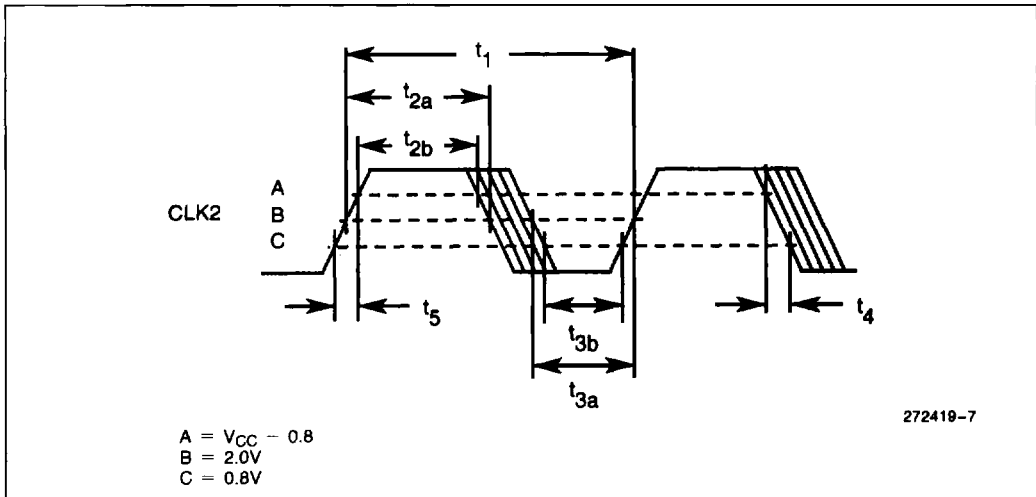 t1
t2a
t2b
A
CLK2 B
C
t5
t4
t3b
t3a
272419-7
A = VCC - 0.8
B = 2.0V
C = 0.8V